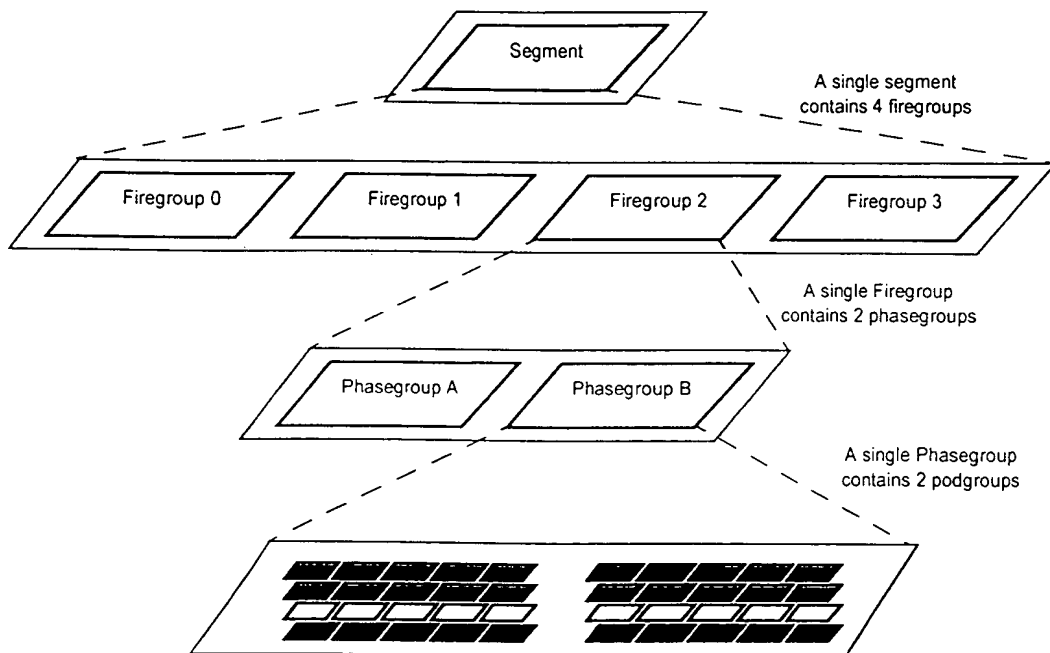 Segment
A single segment
contains 4 firegroups
Firegroup 0
Firegroup 1
Firegroup 2
Firegroup 3
A single Firegroup
contains 2 phasegroups
Phasegroup A
Phasegroup B
A single Phasegroup
contains 2 podgroups